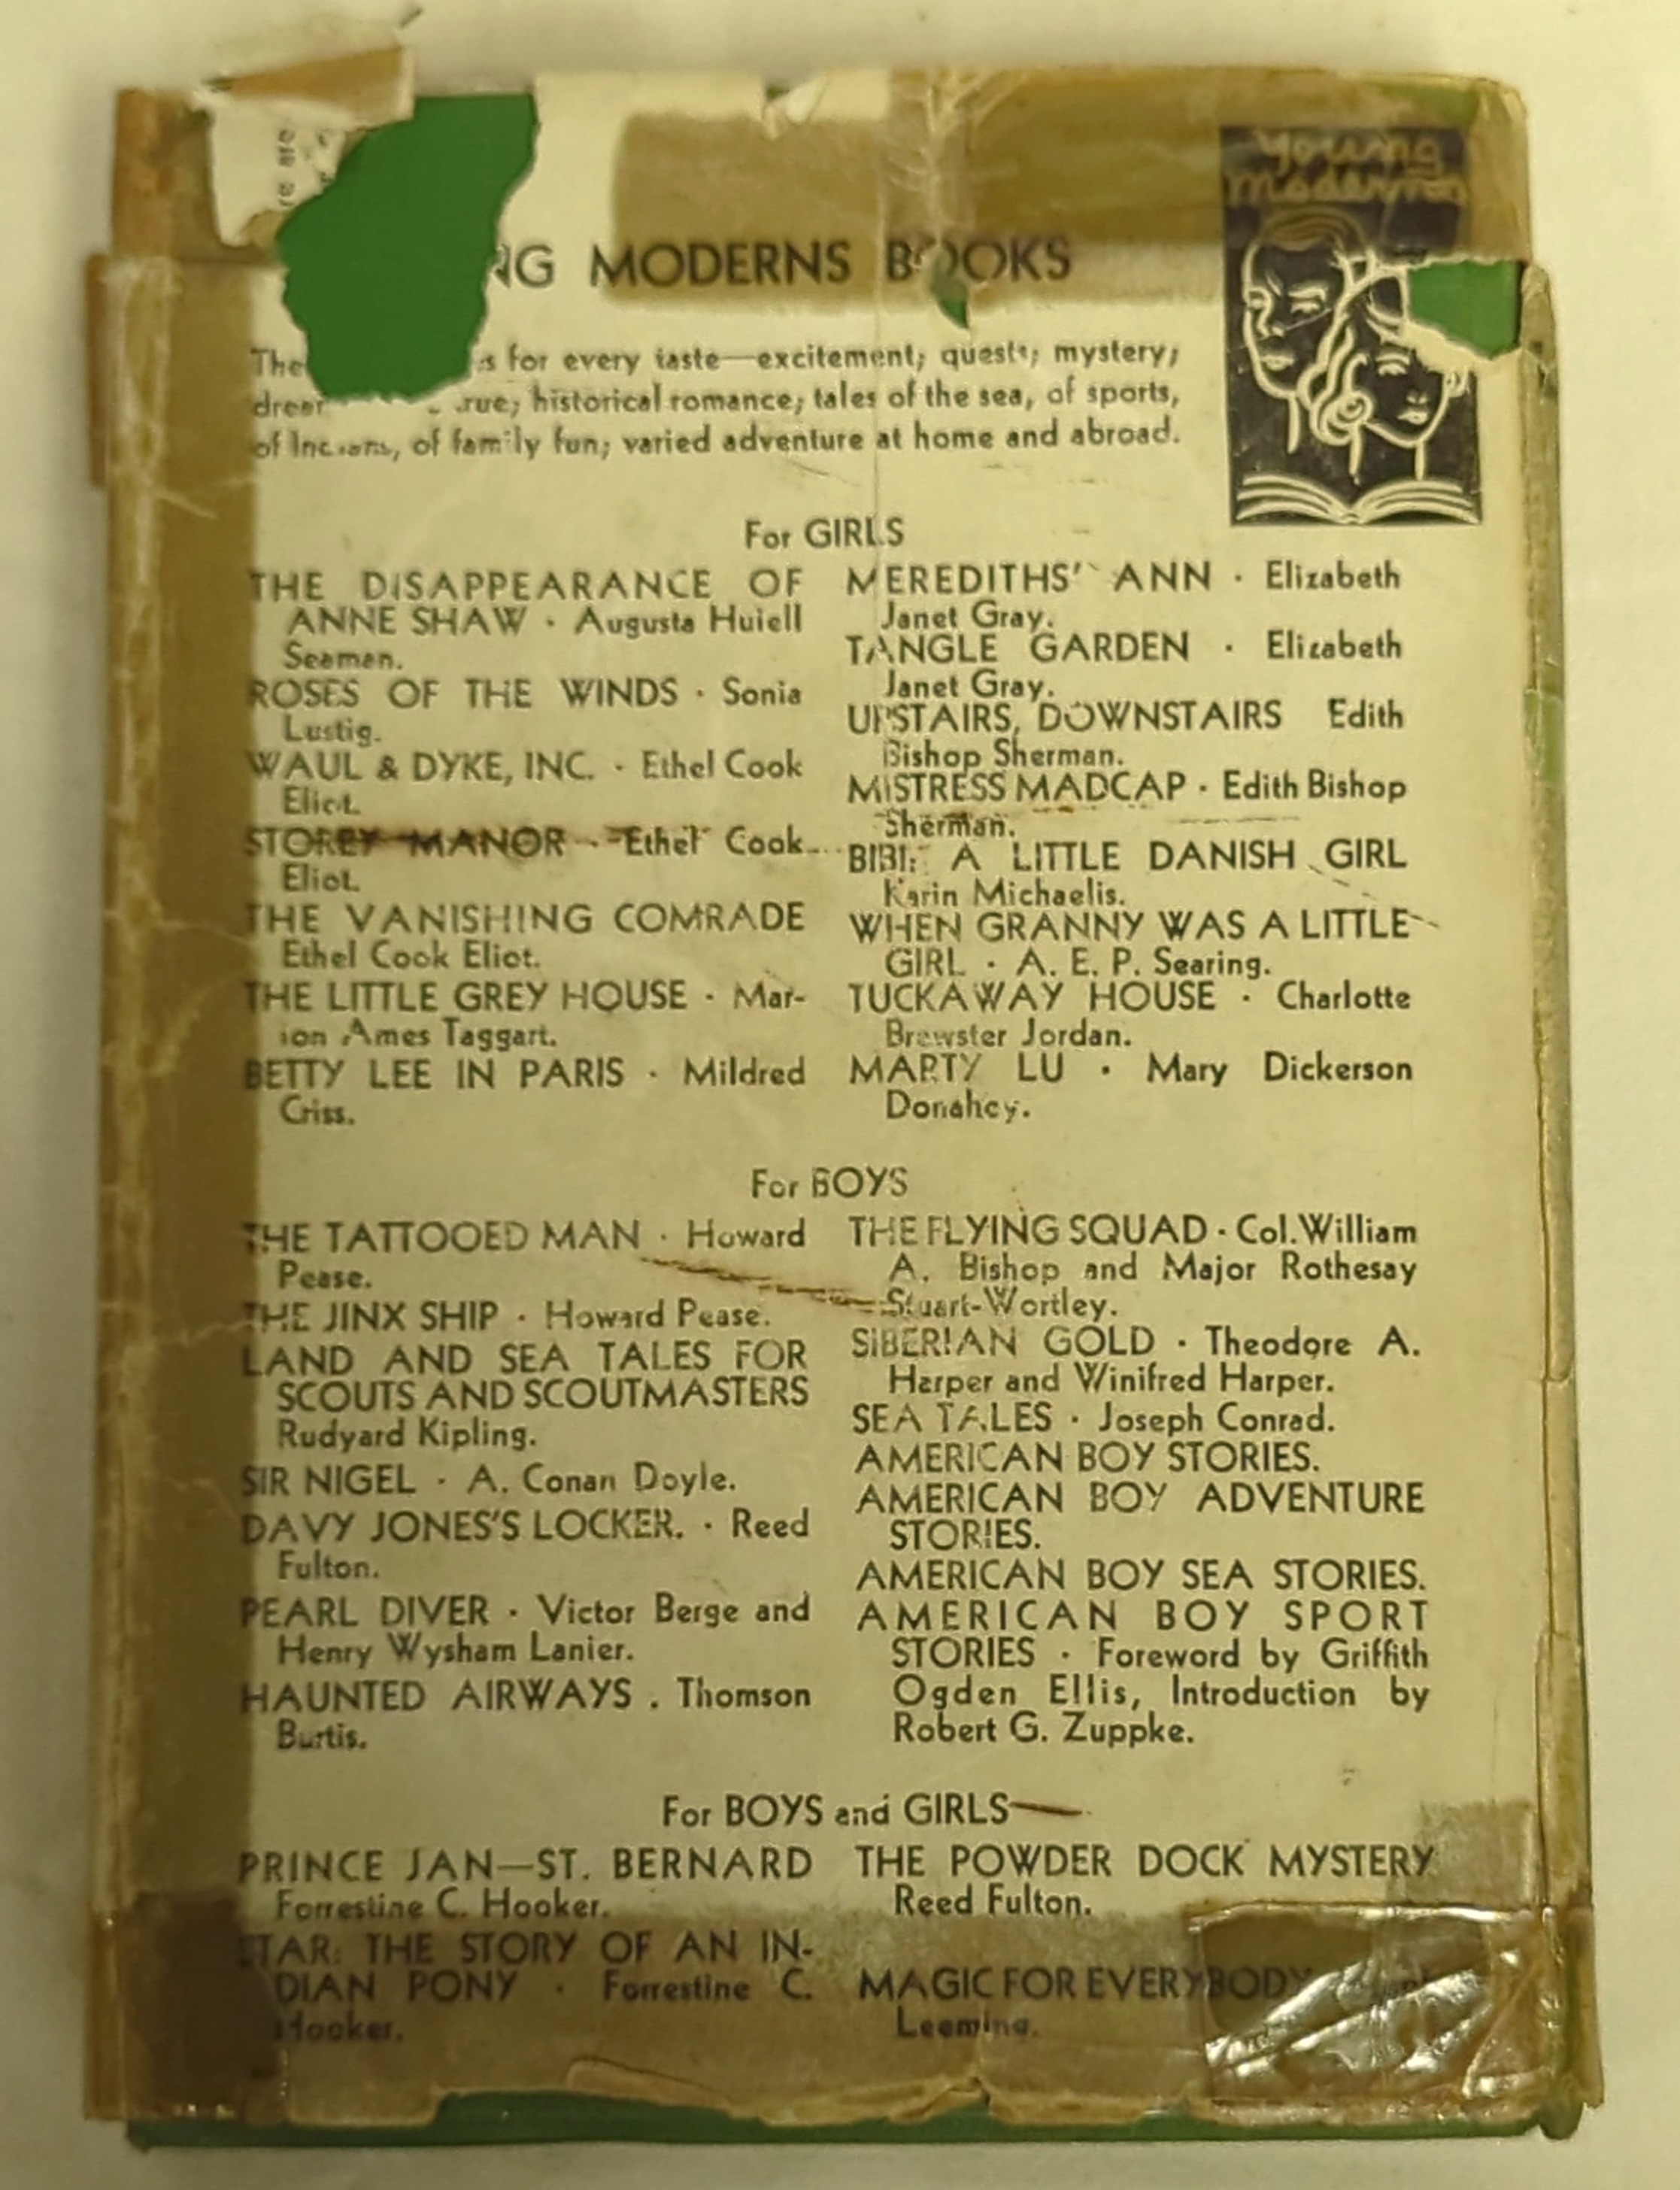 Young
Moderns
NG MODERNS BOOKS
The s for every taste—excitement; quests; mystery;
rue; historical romance; tales of the sea, of sports,
of Indians, of family fun; varied adventure at home and abroad.
For GIRLS
THE DISAPPEARANCE OF
ANNE SHAW · Augusta Huiell
Seaman.
ROSES OF THE WINDS · Sonia
Lustig.
WAUL & DYKE, INC. · Ethel Cook
Eliot.
STOREY MANOR · Ethel Cook
Eliot.
THE VANISHING COMRADE
Ethel Cook Eliot.
THE LITTLE GREY HOUSE · Mar-
ion Ames Taggart.
BETTY LEE IN PARIS · Mildred
Criss.
MEREDITHS' ANN · Elizabeth
Janet Gray.
TANGLE GARDEN · Elizabeth
Janet Gray.
UPSTAIRS, DOWNSTAIRS Edith
Bishop Sherman.
MISTRESS MADCAP · Edith Bishop
Sherman.
BIBI: A LITTLE DANISH GIRL
Karin Michaelis.
WHEN GRANNY WAS A LITTLE
GIRL · A. E. P. Searing.
TUCKAWAY HOUSE · Charlotte
Brewster Jordan.
MARTY LU · Mary Dickerson
Donahey.
For BOYS
THE TATTOOED MAN · Howard
Pease.
THE JINX SHIP · Howard Pease.
LAND AND SEA TALES FOR
SCOUTS AND SCOUTMASTERS
Rudyard Kipling.
SIR NIGEL · A. Conan Doyle.
DAVY JONES'S LOCKER. · Reed
Fulton.
PEARL DIVER · Victor Berge and
Henry Wysham Lanier.
HAUNTED AIRWAYS . Thomson
Burtis.
THE FLYING SQUAD · Col. William
A. Bishop and Major Rothesay
Stuart-Wortley.
SIBERIAN GOLD · Theodore A.
Harper and Winifred Harper.
SEA TALES · Joseph Conrad.
AMERICAN BOY STORIES.
AMERICAN BOY ADVENTURE
STORIES.
AMERICAN BOY SEA STORIES.
AMERICAN BOY SPORT
STORIES · Foreword by Griffith
Ogden Ellis, Introduction by
Robert G. Zuppke.
For BOYS and GIRLS
PRINCE JAN—ST. BERNARD
Forrestine C. Hooker.
STAR: THE STORY OF AN IN-
DIAN PONY · Forrestine C.
Hooker.
THE POWDER DOCK MYSTERY
Reed Fulton.
MAGIC FOR EVERYBODY
Leeming.